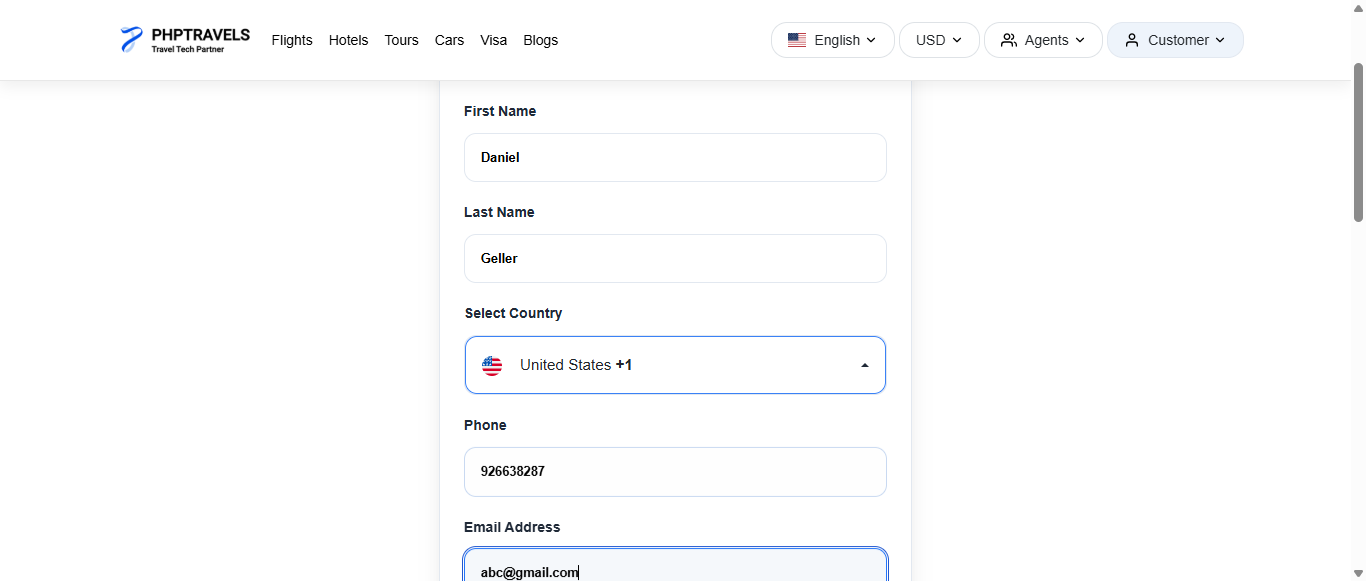 PHPTRAVELS
Travel Tech Partner
Flights Hotels Tours Cars Visa Blogs
English USD Agents Customer
First Name
Daniel
Last Name
Geller
Select Country
United States +1
Phone
926638287
Email Address
abc@gmail.com